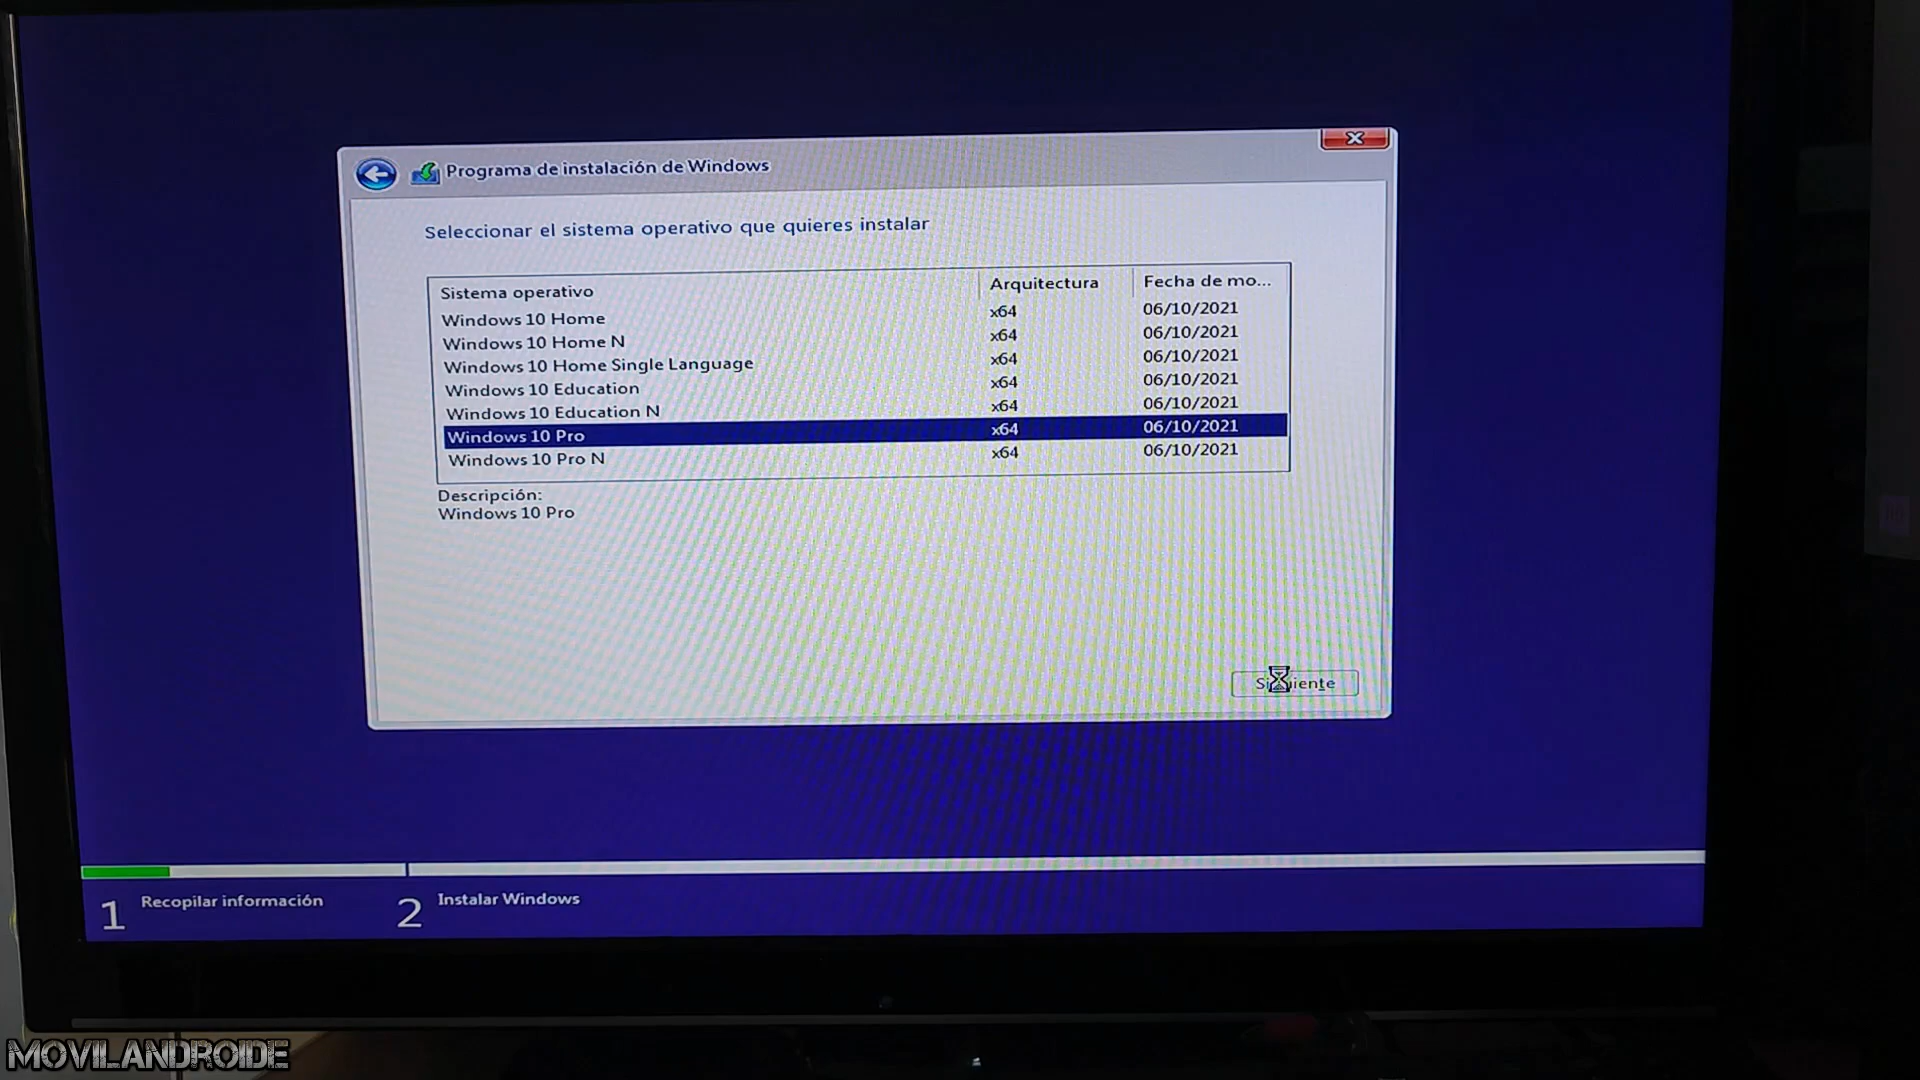 Programa de instalación de Windows
Seleccionar el sistema operativo que quieres instalar
Sistema operativo Arquitectura Fecha de mo...
Windows 10 Home x64 06/10/2021
Windows 10 Home N x64 06/10/2021
Windows 10 Home Single Language x64 06/10/2021
Windows 10 Education x64 06/10/2021
Windows 10 Education N x64 06/10/2021
Windows 10 Pro x64 06/10/2021
Windows 10 Pro N x64 06/10/2021
Descripción:
Windows 10 Pro
Siguiente
1 Recopilar información 2 Instalar Windows
MOVILANDROIDE